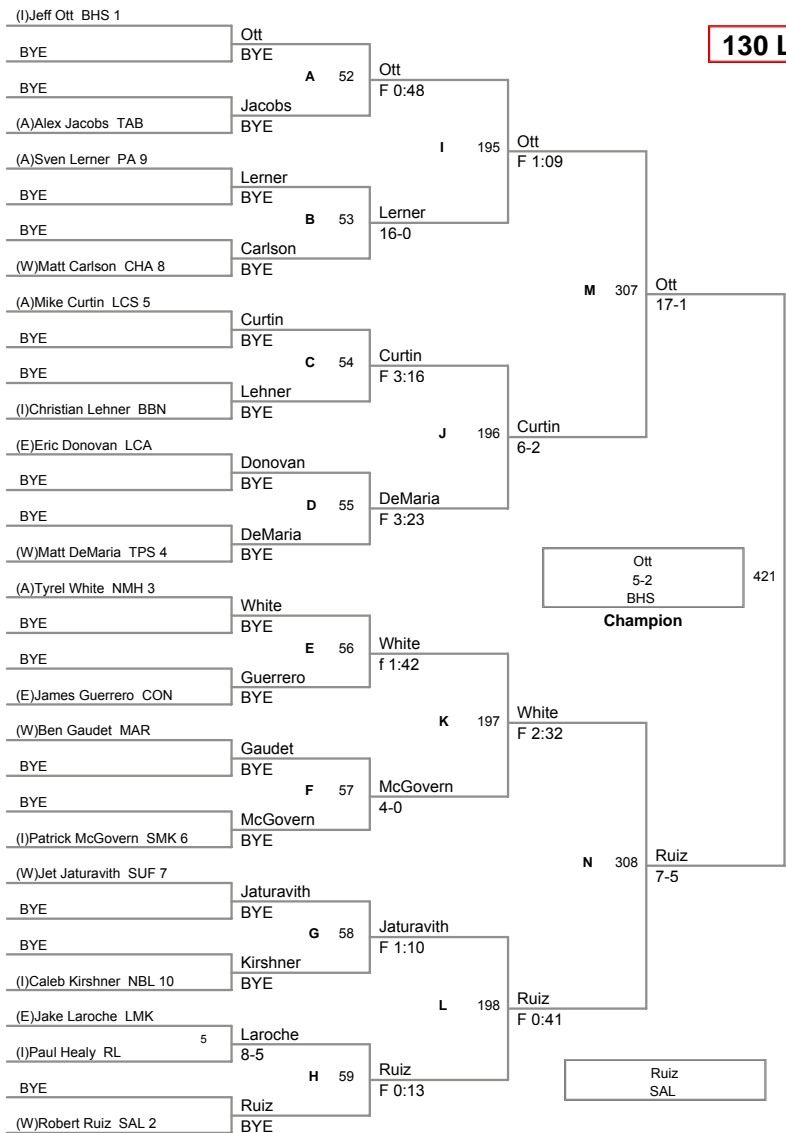 (I)Jeff Ott BHS 1
BYE
BYE
(A)Alex Jacobs TAB
(A)Sven Lerner PA 9
BYE
BYE
(W)Matt Carlson CHA 8
(A)Mike Curtin LCS 5
BYE
BYE
(I)Christian Lehner BBN
(E)Eric Donovan LCA
BYE
BYE
(W)Matt DeMaria TPS 4
(A)Tyrel White NMH 3
BYE
BYE
(E)James Guerrero CON
(W)Ben Gaudet MAR
BYE
BYE
(I)Patrick McGovern SMK 6
(W)Jet Jaturavith SUF 7
BYE
BYE
(I)Caleb Kirshner NBL 10
(E)Jake Laroche LMK
5
(I)Paul Healy RL
BYE
(W)Robert Ruiz SAL 2
Ott
BYE
A 52
Jacobs
BYE
Lerner
BYE
B 53
Carlson
BYE
Curtin
BYE
C 54
Lehner
BYE
Donovan
BYE
D 55
DeMaria
BYE
White
BYE
E 56
Guerrero
BYE
Gaudet
BYE
F 57
McGovern
BYE
Jaturavith
BYE
G 58
Kirshner
BYE
Laroche
8-5
H 59
Ruiz
BYE
Ott
F 0:48
I 195
Lerner
16-0
Curtin
F 3:16
J 196
DeMaria
F 3:23
White
f 1:42
K 197
McGovern
4-0
Jaturavith
F 1:10
L 198
Ruiz
F 0:13
Ott
F 1:09
M 307
Curtin
6-2
White
F 2:32
N 308
Ruiz
F 0:41
130 L
Ott
17-1
Ott
5-2
BHS
421
Champion
Ruiz
7-5
Ruiz
SAL